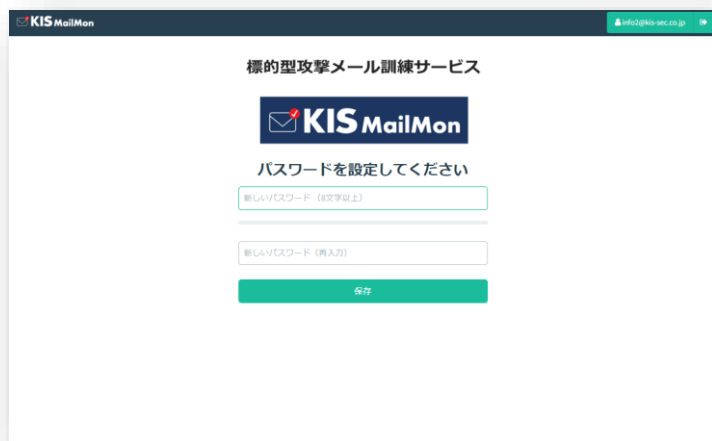 KIS MailMon
info2@kis-sec.co.jp
標的型攻撃メール訓練サービス
KIS MailMon
パスワードを設定してください
新しいパスワード（8文字以上）
新しいパスワード（再入力）
保存